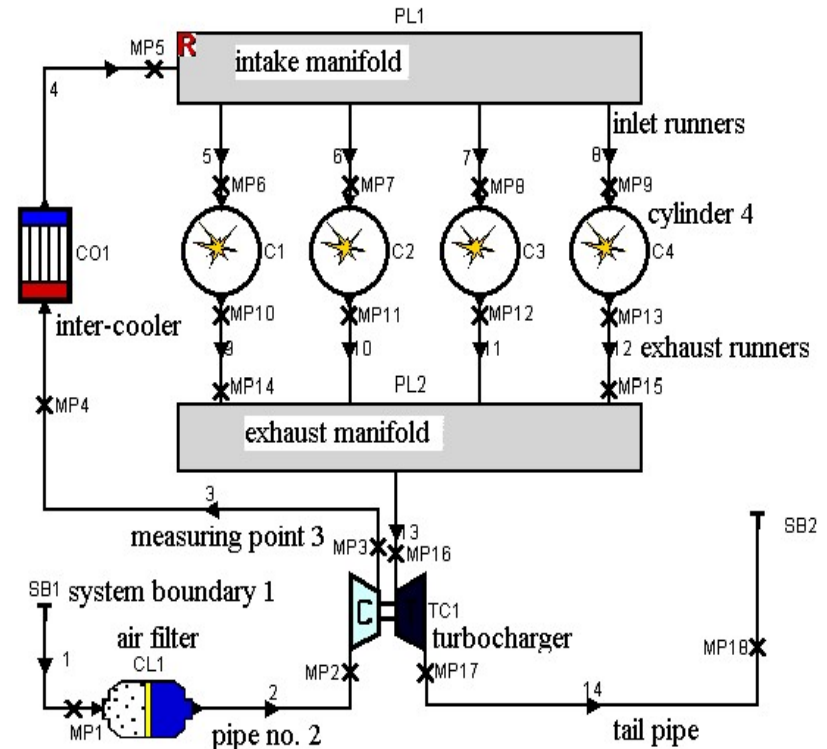 PL1
MP5
R
intake manifold
4
inlet runners
5
6
7
8
MP6
MP7
MP8
MP9
cylinder 4
CO1
C1
C2
C3
C4
inter-cooler
MP10
MP11
MP12
MP13
9
10
11
12
exhaust runners
MP4
MP14
PL2
MP15
exhaust manifold
3
measuring point 3
MP3
13
MP16
SB2
SB1
system boundary 1
C
TC1
turbocharger
air filter
1
CL1
MP2
MP17
MP18
2
14
MP1
pipe no. 2
tail pipe